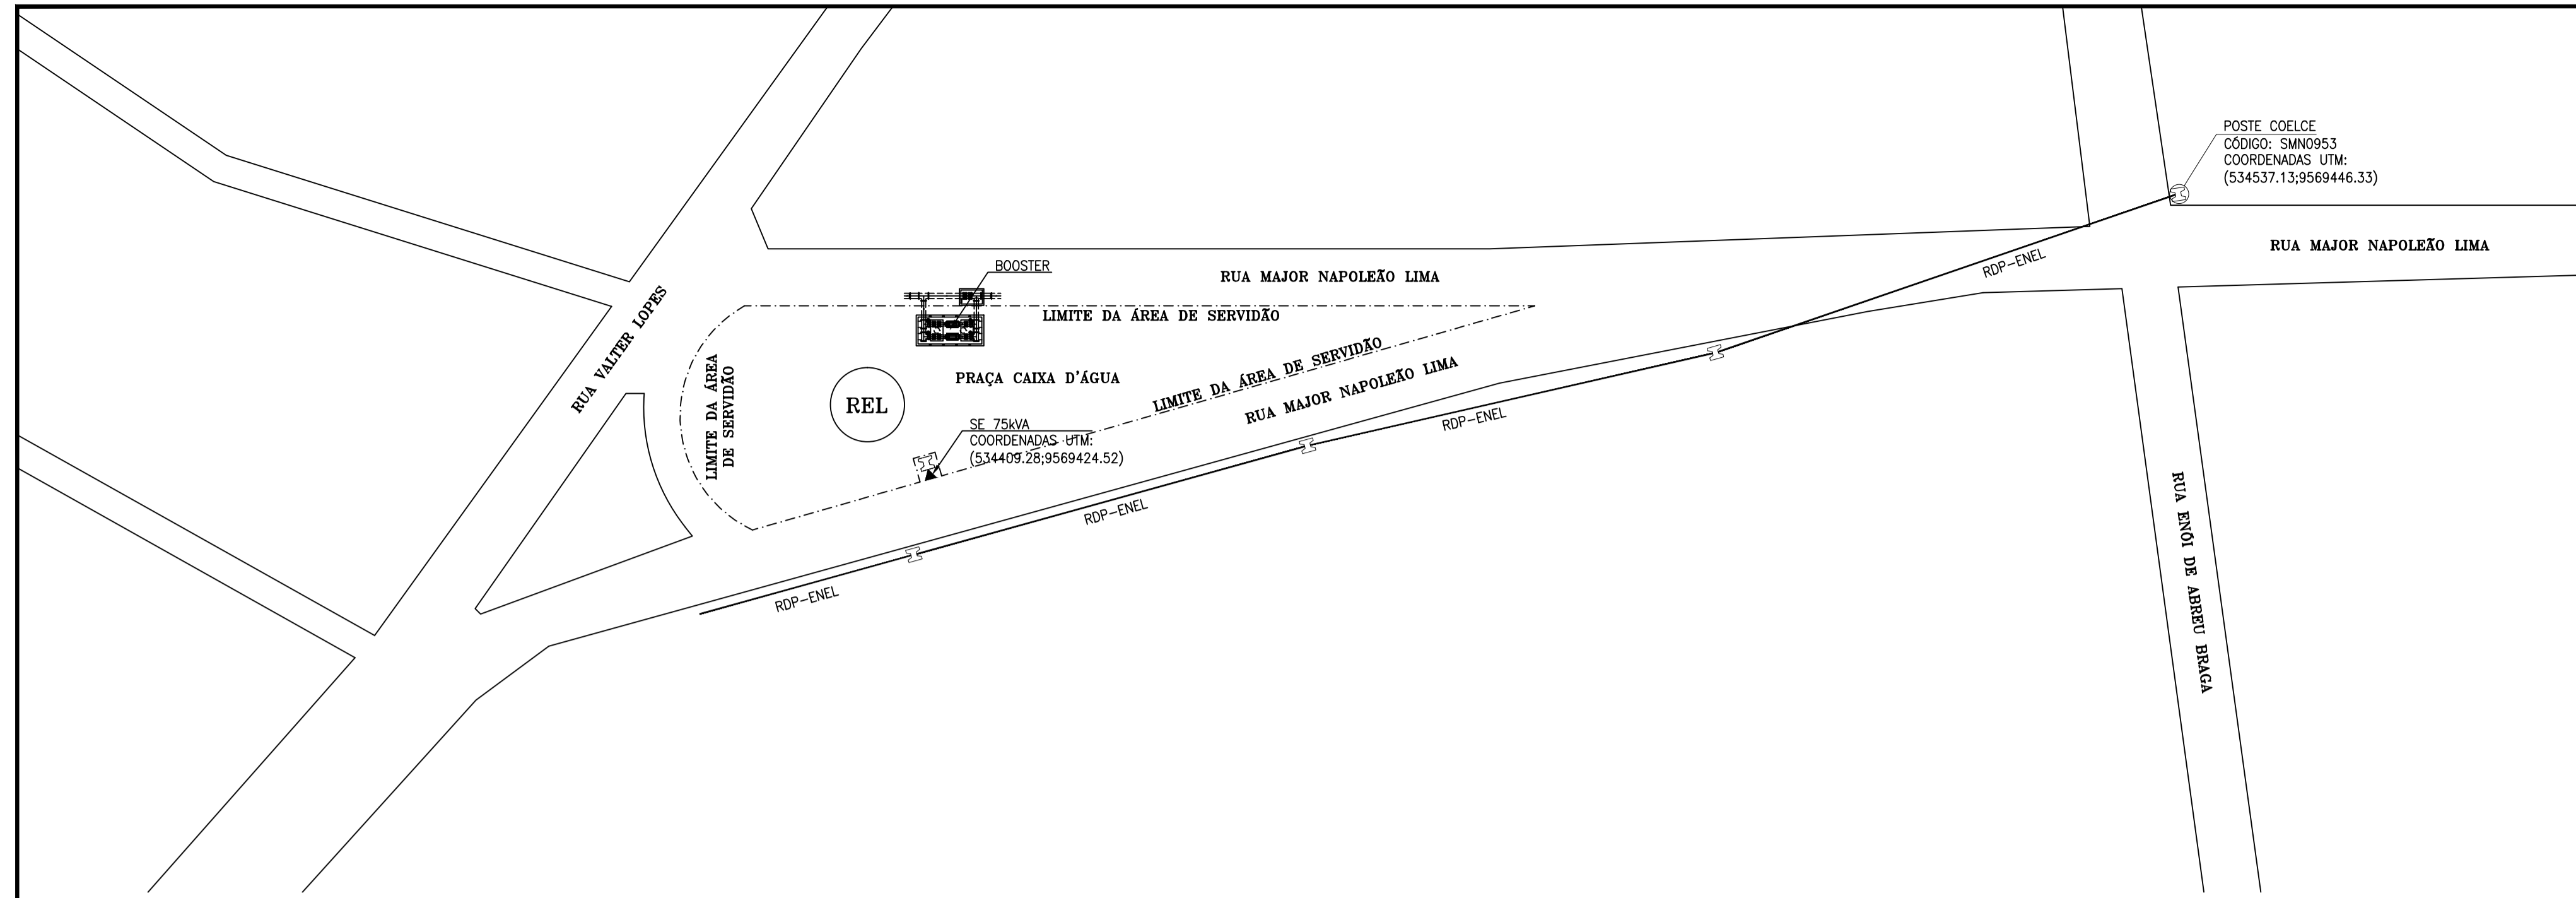 POSTE COELCE
CÓDIGO: SMN0953
COORDENADAS UTM:
(534537.13;9569446.33)
RUA MAJOR NAPOLEÃO LIMA
RDP-ENEL
BOOSTER
RUA MAJOR NAPOLEÃO LIMA
LIMITE DA ÁREA DE SERVIDÃO
RUA VALTER LOPES
LIMITE DA ÁREA
DE SERVIDÃO
PRAÇA CAIXA D'ÁGUA
REL
LIMITE DA ÁREA DE SERVIDÃO
RUA MAJOR NAPOLEÃO LIMA
SE 75kVA
COORDENADAS UTM:
(534409.28;9569424.52)
RDP-ENEL
RDP-ENEL
RDP-ENEL
RUA ENÓI DE ABREU BRAGA